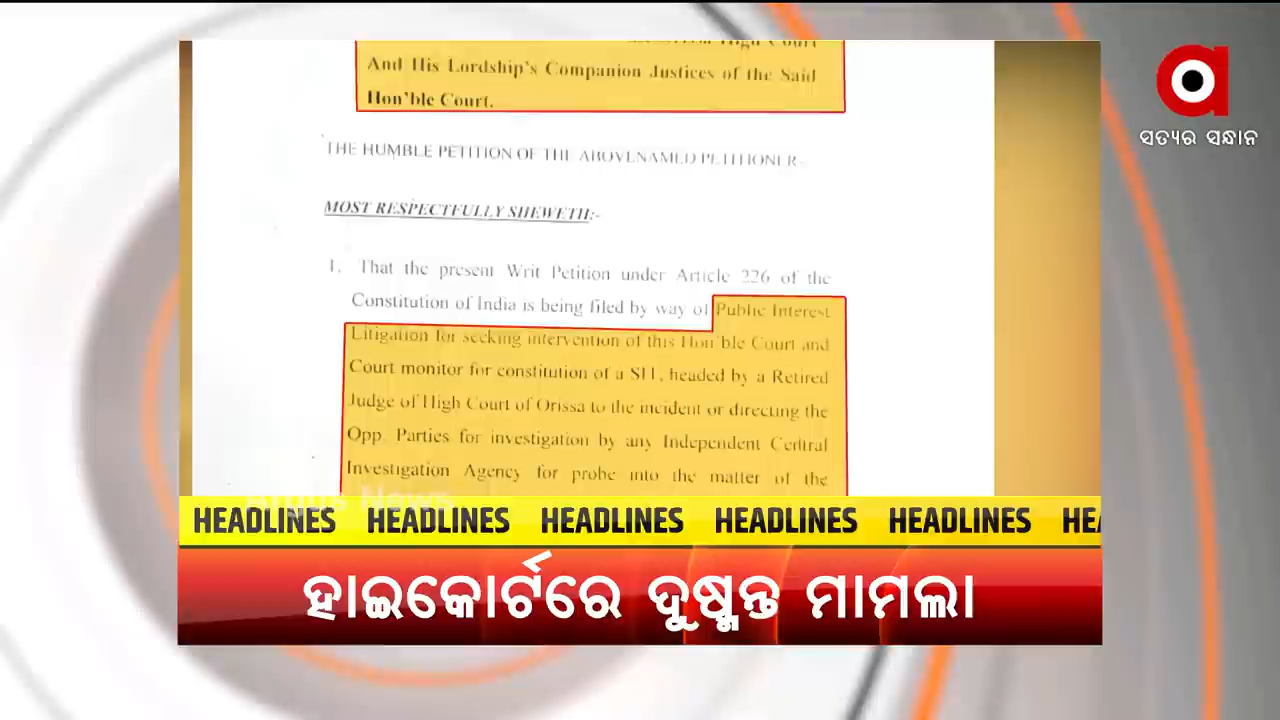 High Court
And His Lordship's Companion Justices of the Said
Hon'ble Court.
THE HUMBLE PETITION OF THE ABOVENAMED PETITIONER-
MOST RESPECTFULLY SHEWETH:-
1. That the present Writ Petition under Article 226 of the
Constitution of India is being filed by way of Public Interest
Litigation for seeking intervention of this Hon'ble Court and
Court monitor for constitution of a SIT, headed by a Retired
Judge of High Court of Orissa to the incident or directing the
Opp. Parties for investigation by any Independent Central
Investigation Agency for probe into the matter of the
Argus News
HEADLINES HEADLINES HEADLINES HEADLINES HEADLINES HEA
ହାଇକୋର୍ଟରେ ଦୁଷ୍ମନ୍ତ ମାମଲା
ସତ୍ୟର ସନ୍ଧାନ